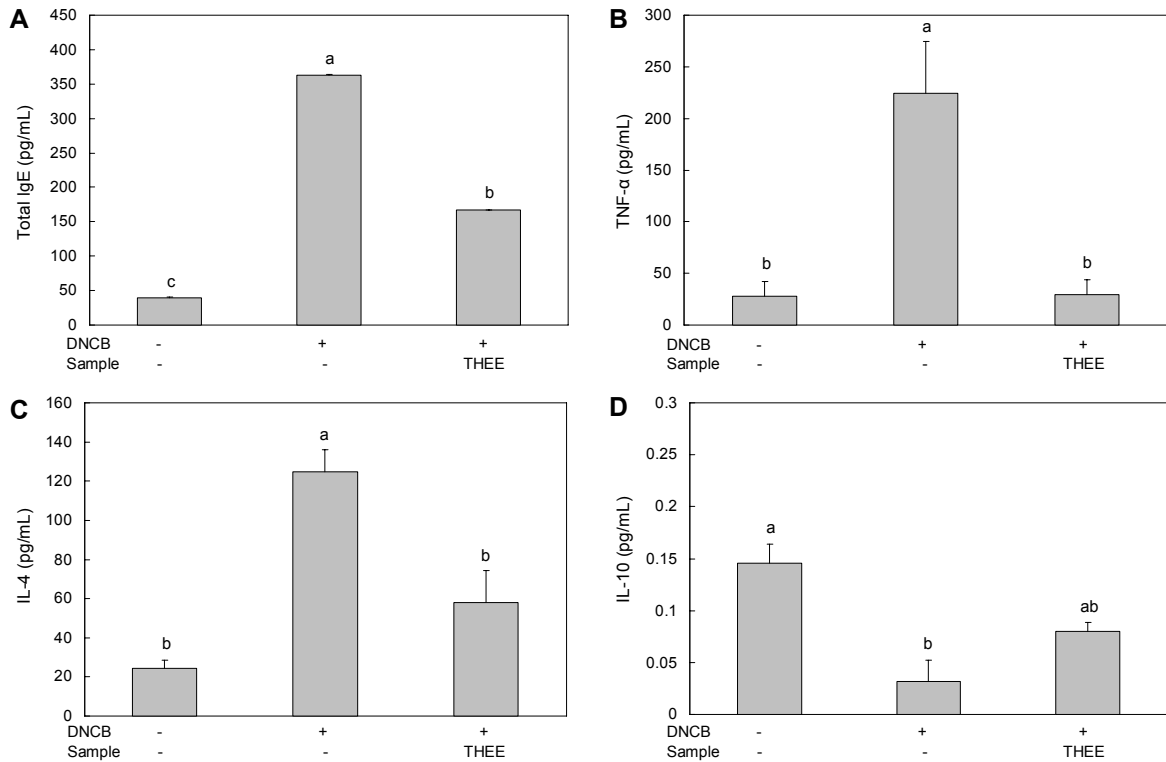 A
450
400
350
300
250
200
150
100
50
0
Total IgE (pg/mL)
c
a
b
DNCB - + +
Sample - - THEE
B
300
250
200
150
100
50
0
TNF-α (pg/mL)
b
a
b
DNCB - + +
Sample - - THEE
C
160
140
120
100
80
60
40
20
0
IL-4 (pg/mL)
b
a
b
DNCB - + +
Sample - - THEE
D
0.3
0.25
0.2
0.15
0.1
0.05
0
IL-10 (pg/mL)
a
b
ab
DNCB - + +
Sample - - THEE